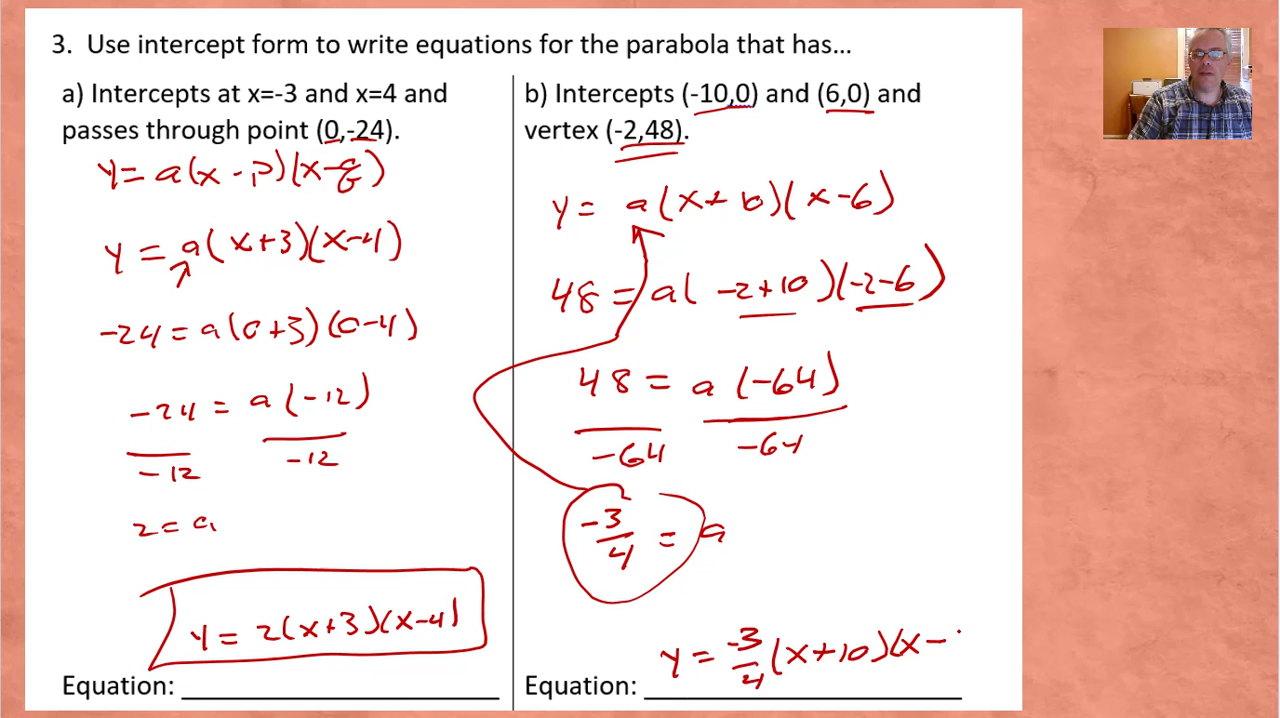 3. Use intercept form to write equations for the parabola that has...
a) Intercepts at x=-3 and x=4 and
passes through point (0,-24).
y = a(x - p)(x - q)
y = a(x+3)(x-4)
-24 = a(0+3)(0-4)
-24 = a(-12)
-12 -12
2 = a
y = 2(x+3)(x-4)
Equation: ____________________
b) Intercepts (-10,0) and (6,0) and
vertex (-2,48).
y = a(x+10)(x-6)
48 = a(-2+10)(-2-6)
48 = a(-64)
-64 -64
-3/4 = a
y = -3/4(x+10)(x-
Equation: ____________________